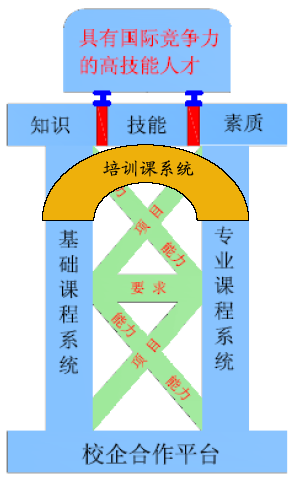 具有国际竞争力
的高技能人才
知识 技能 素质
培训课系统
基础课程系统
专业课程系统
力
项目
能力
要求
能力
项目
能力
校企合作平台